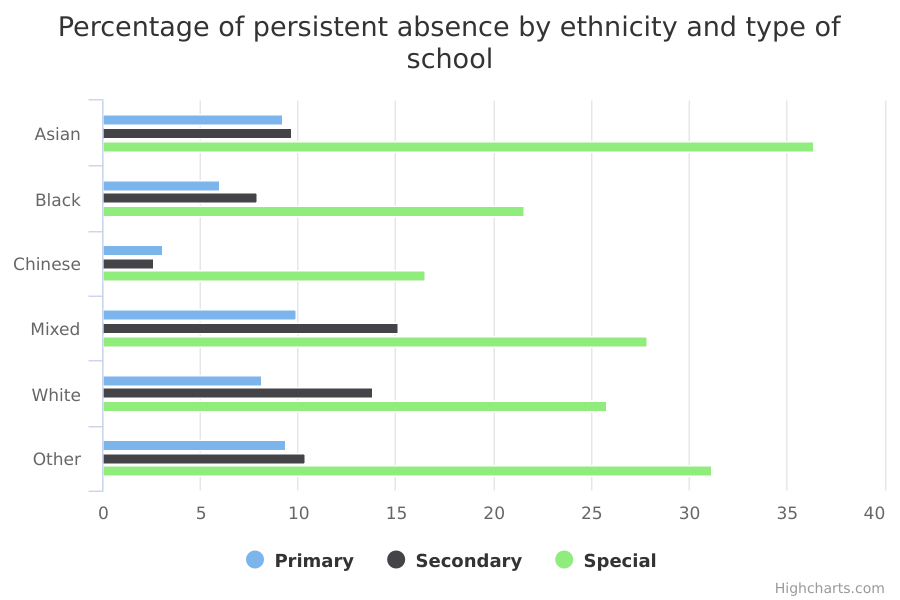 Percentage of persistent absence by ethnicity and type of
school
Asian
Black
Chinese
Mixed
White
Other
0 5 10 15 20 25 30 35 40
Primary Secondary Special
Highcharts.com